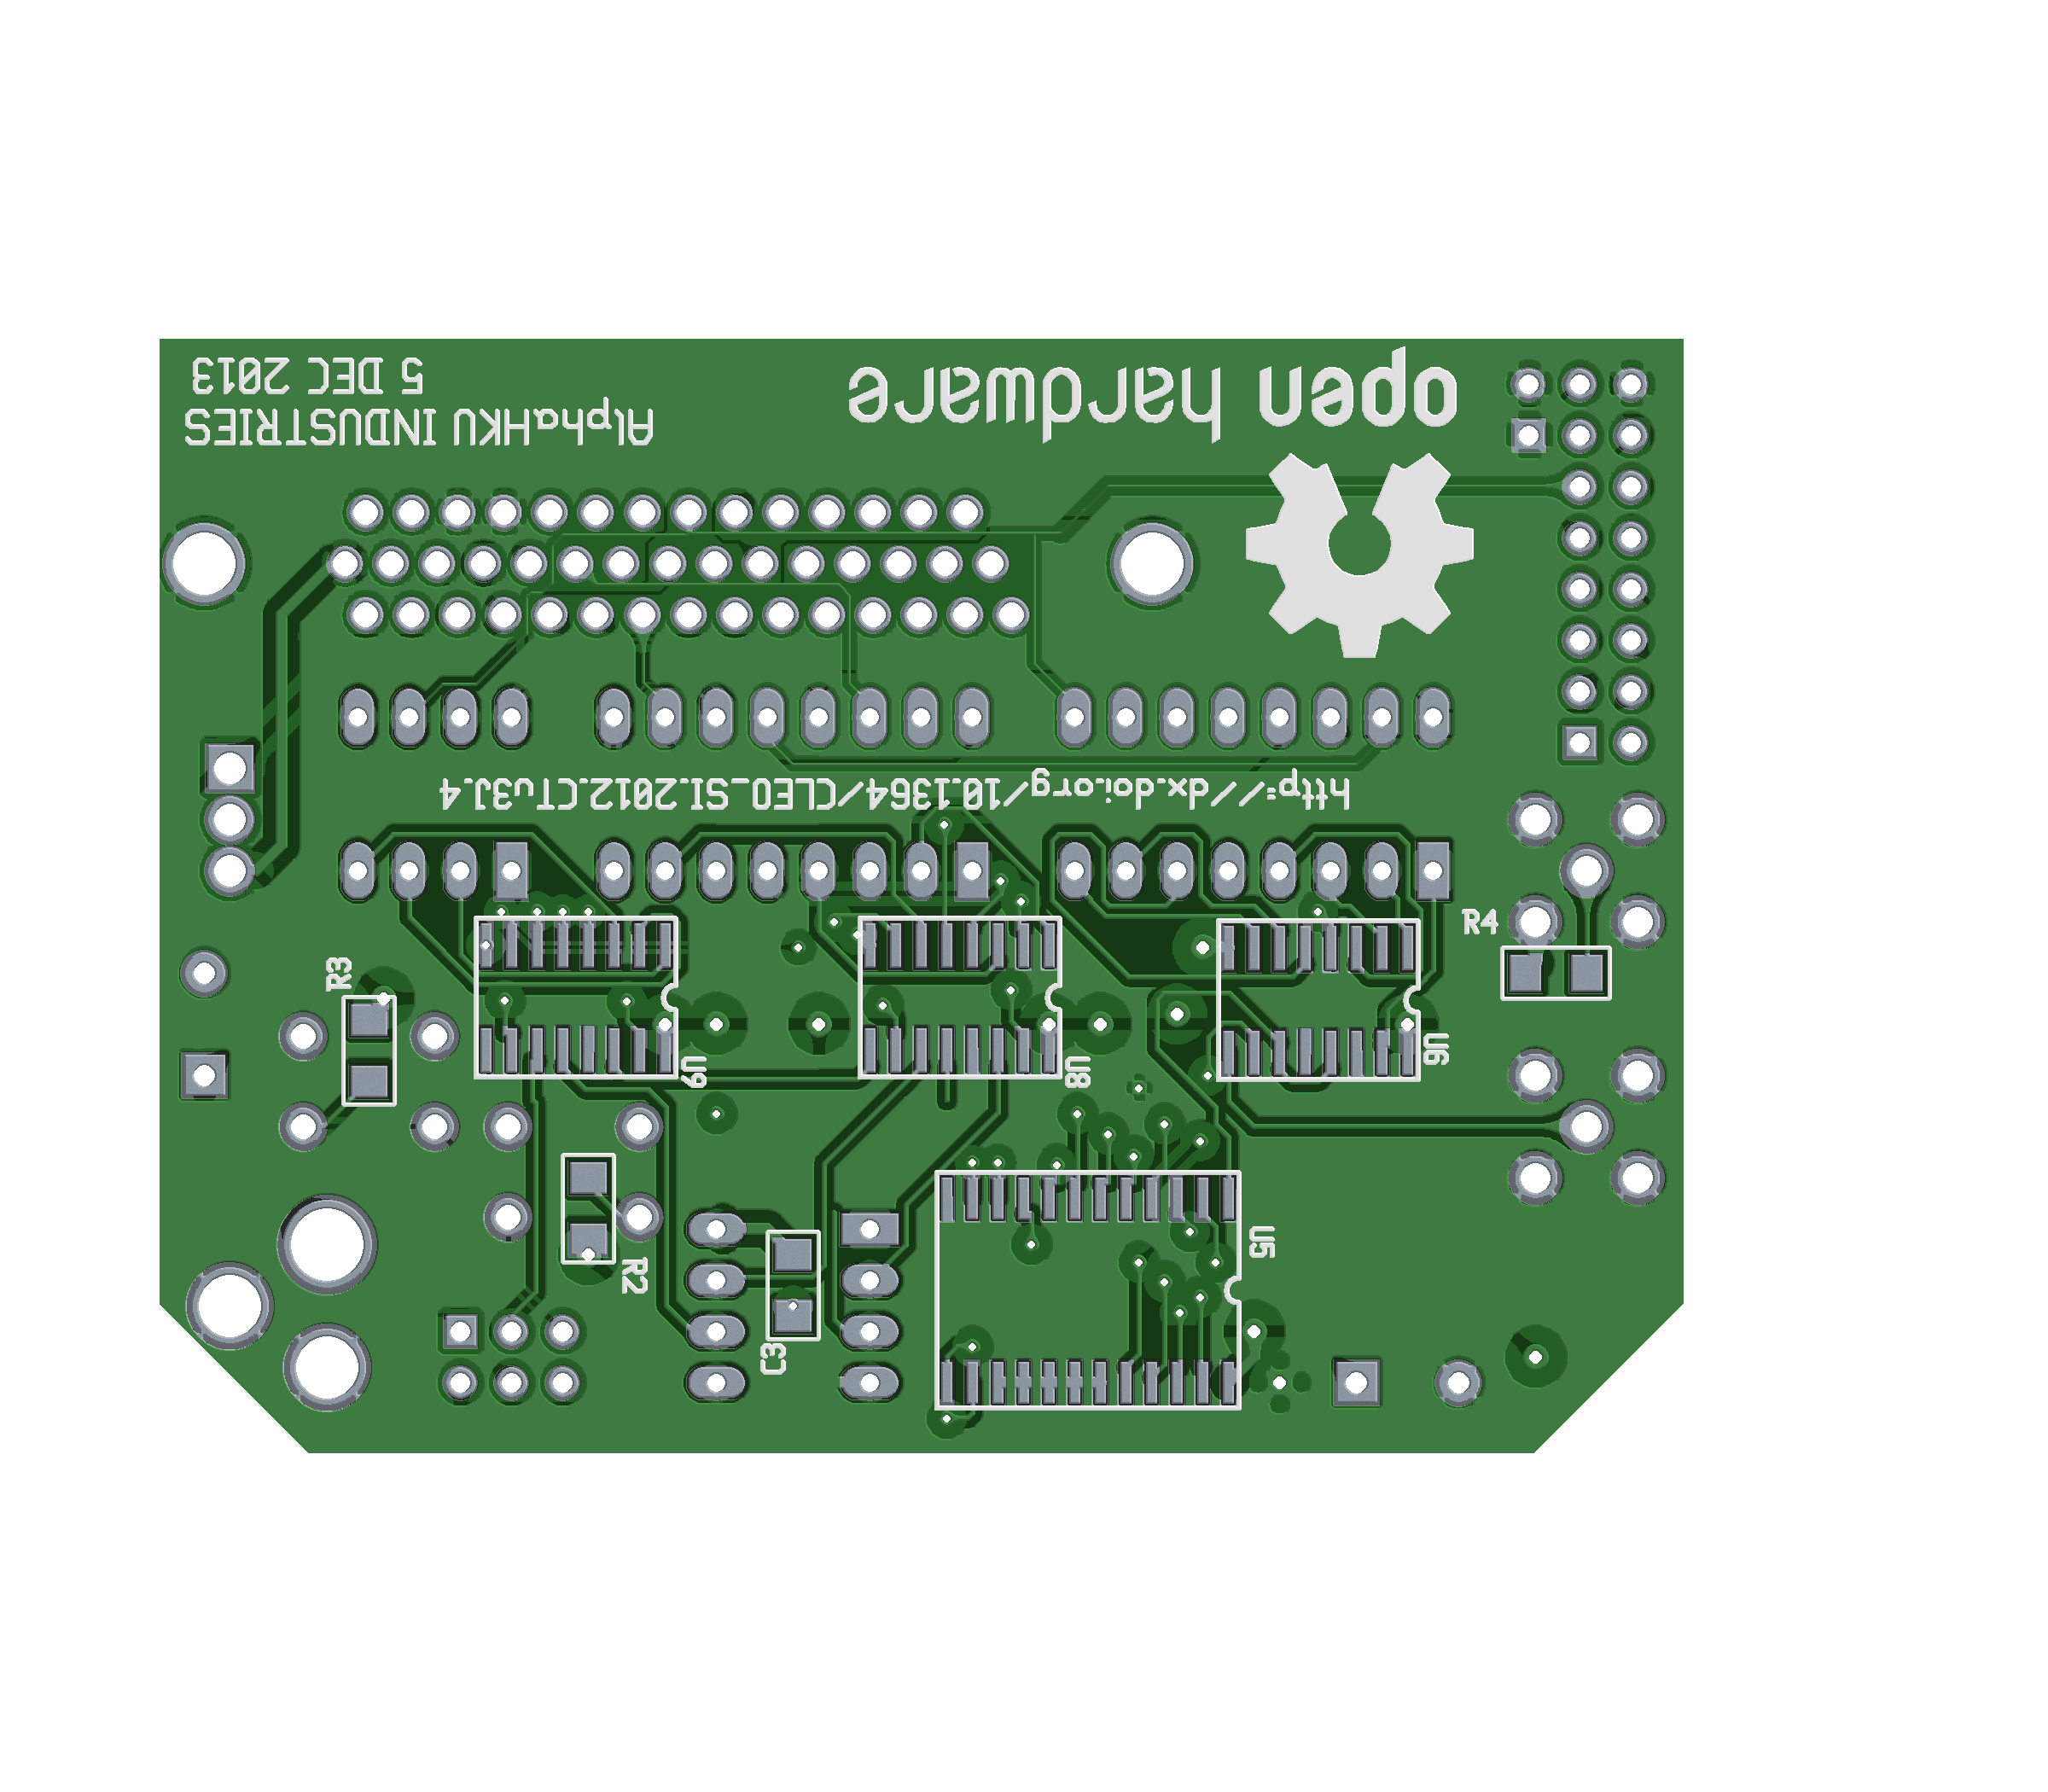 open hardware
AlphaHKU INDUSTRIES
5 DEC 2013
http://dx.doi.org/10.1364/CLEO_SI.2012.CTu3J.4
R4
R3
U9
U8
U6
R2
U5
C3